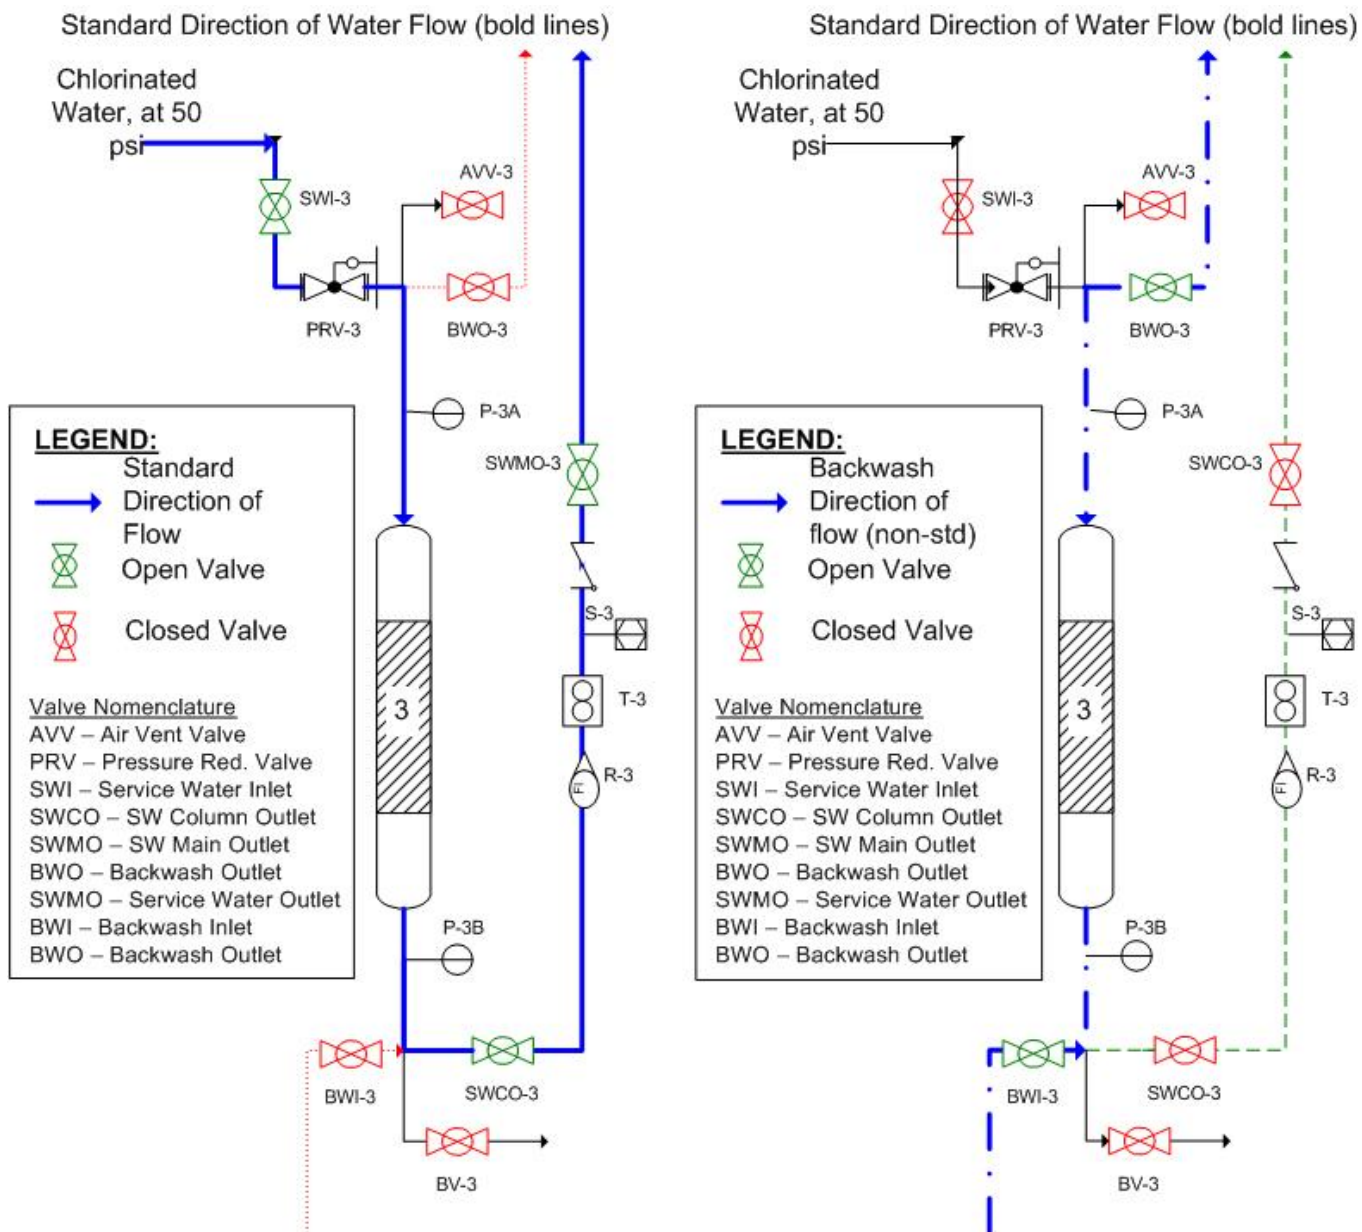 Standard Direction of Water Flow (bold lines)
Chlorinated
Water, at 50
psi
SWI-3
AVV-3
PRV-3
BWO-3
P-3A
LEGEND:
Standard
Direction of
Flow
Open Valve
Closed Valve
Valve Nomenclature
AVV – Air Vent Valve
PRV – Pressure Red. Valve
SWI – Service Water Inlet
SWCO – SW Column Outlet
SWMO – SW Main Outlet
BWO – Backwash Outlet
SWMO – Service Water Outlet
BWI – Backwash Inlet
BWO – Backwash Outlet
SWMO-3
S-3
3
T-3
R-3
FI
P-3B
BWI-3
SWCO-3
BV-3
Standard Direction of Water Flow (bold lines)
Chlorinated
Water, at 50
psi
SWI-3
AVV-3
PRV-3
BWO-3
P-3A
LEGEND:
Backwash
Direction of
flow (non-std)
Open Valve
Closed Valve
Valve Nomenclature
AVV – Air Vent Valve
PRV – Pressure Red. Valve
SWI – Service Water Inlet
SWCO – SW Column Outlet
SWMO – SW Main Outlet
BWO – Backwash Outlet
SWMO – Service Water Outlet
BWI – Backwash Inlet
BWO – Backwash Outlet
SWCO-3
S-3
3
T-3
R-3
FI
P-3B
BWI-3
SWCO-3
BV-3